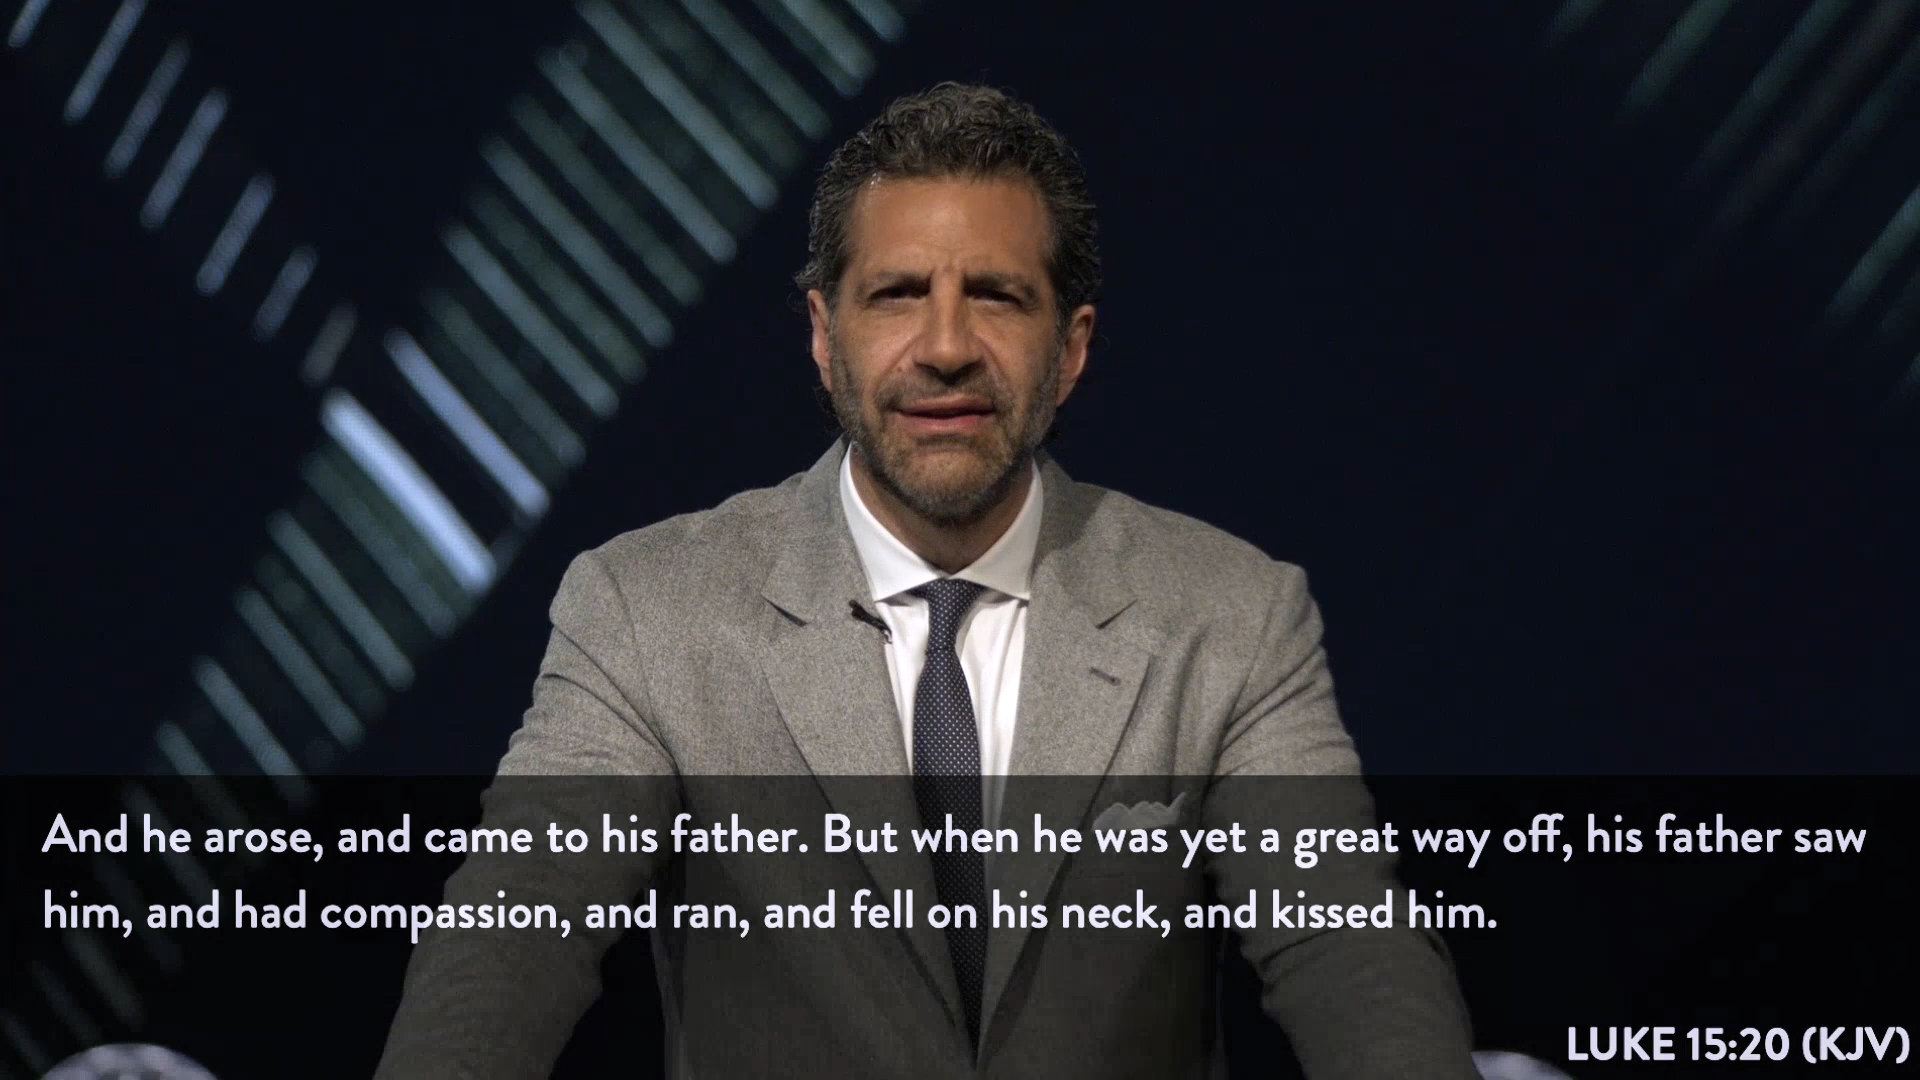 And he arose, and came to his father. But when he was yet a great way off, his father saw
him, and had compassion, and ran, and fell on his neck, and kissed him.
LUKE 15:20 (KJV)